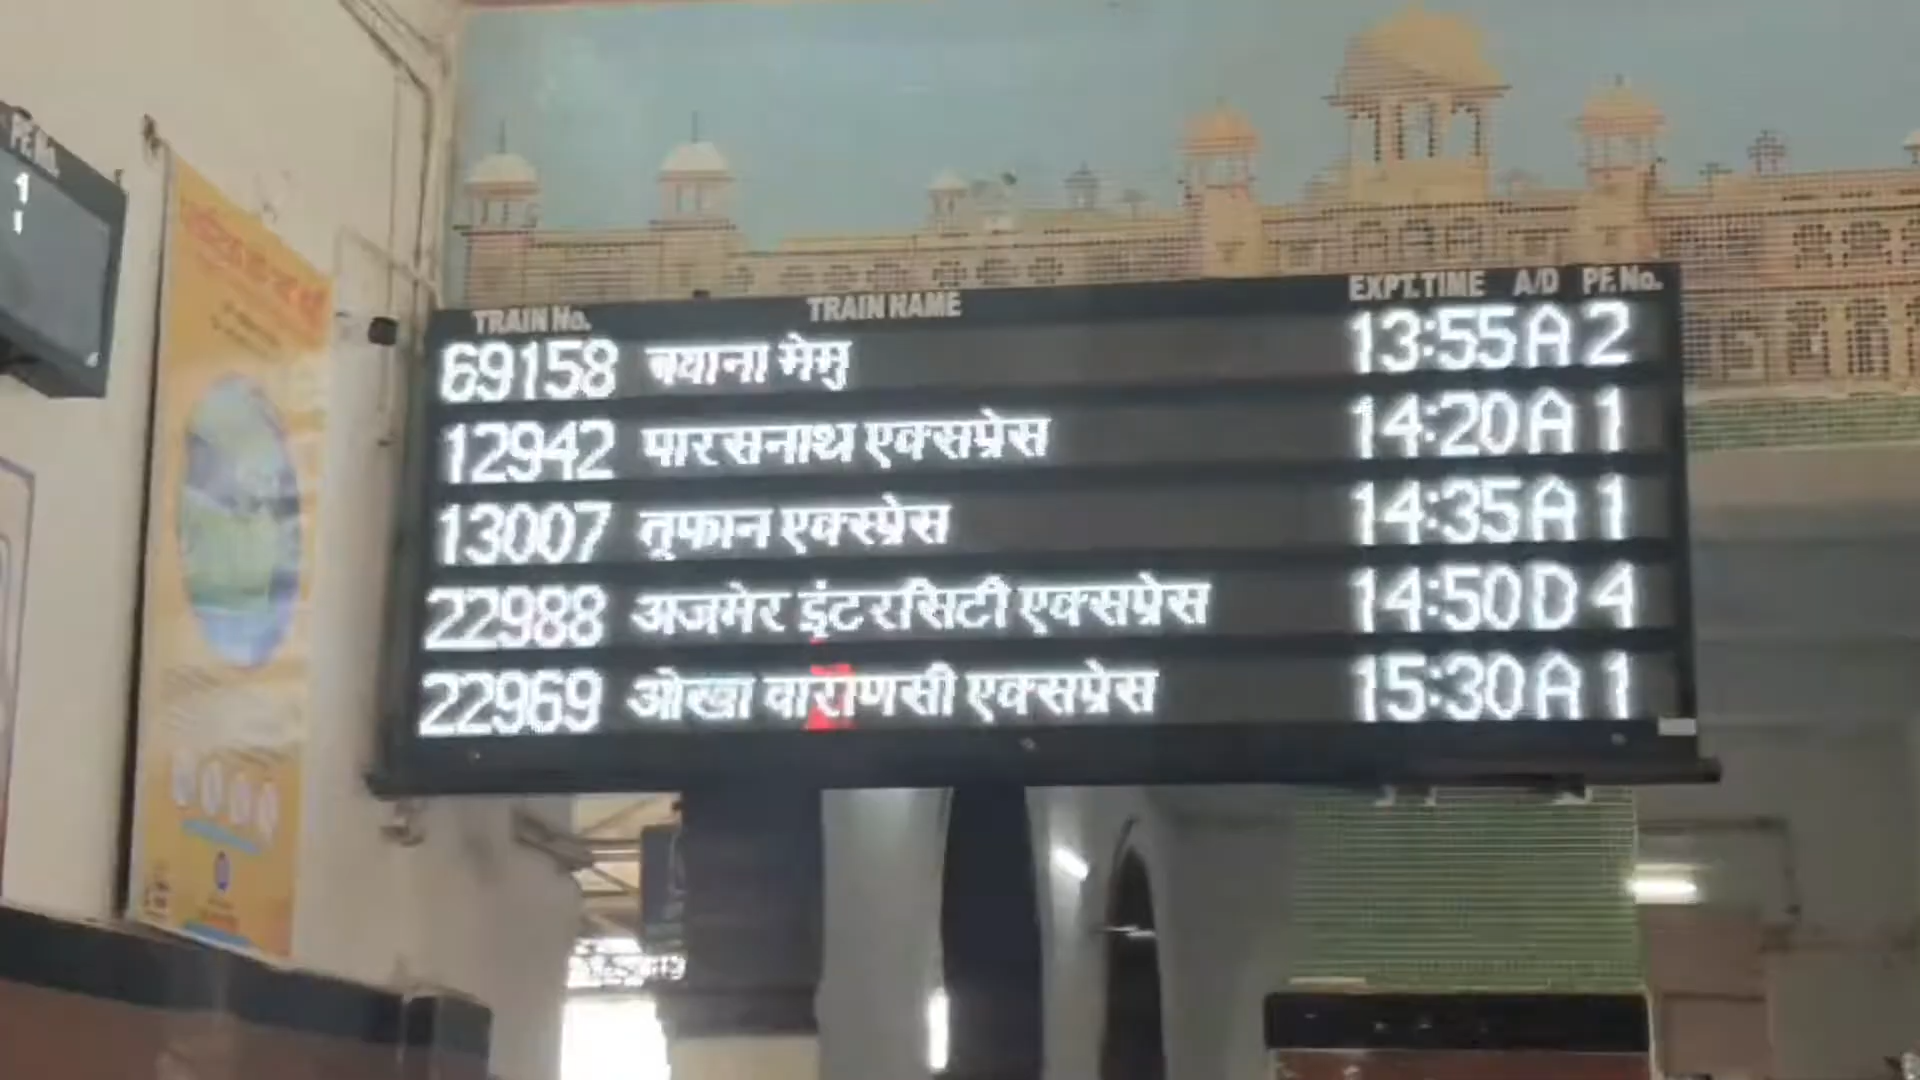 PF. No.
1
TRAIN No. TRAIN NAME EXPT. TIME A/D PF. No.
69158 बयाना मेमु 13:55 A 2
12942 पारसनाथ एक्सप्रेस 14:20 A 1
13007 तुफान एक्स्प्रेस 14:35 A 1
22988 अजमेर इंटरसिटी एक्सप्रेस 14:50 D 4
22969 ओखा वाराणसी एक्सप्रेस 15:30 A 1